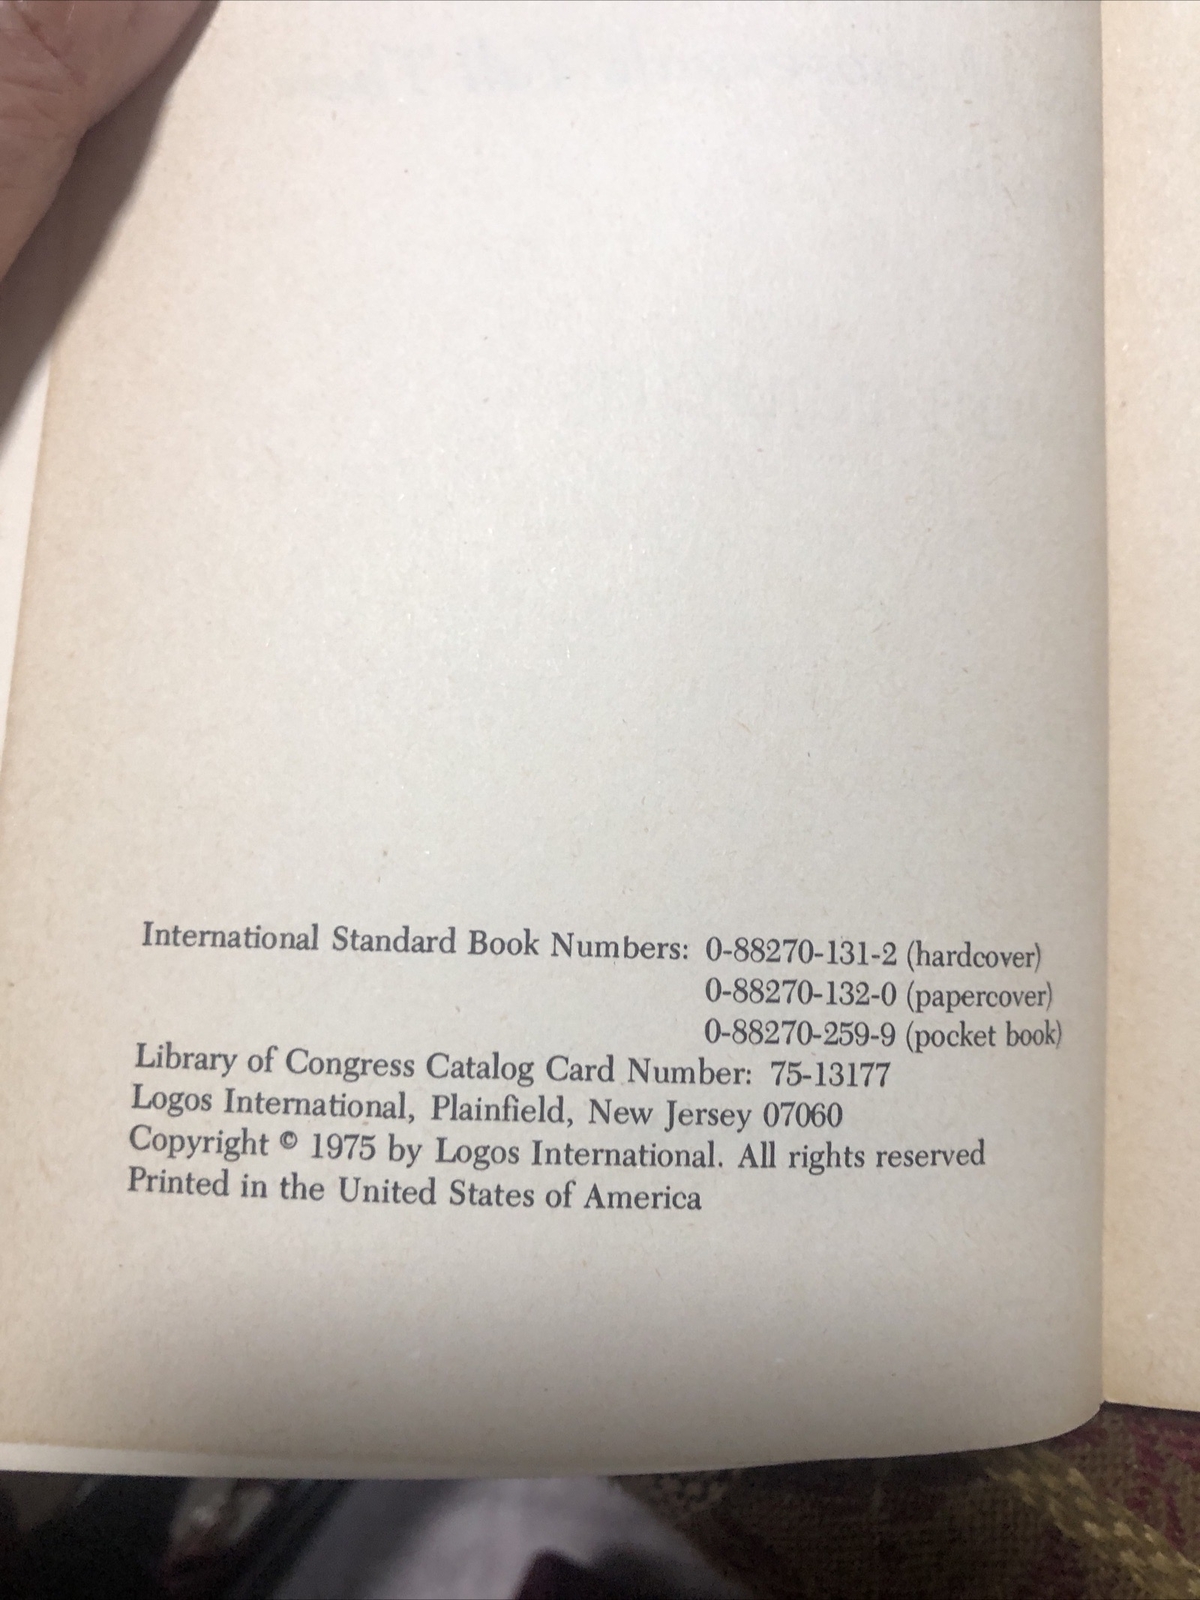 International Standard Book Numbers: 0-88270-131-2 (hardcover)
0-88270-132-0 (papercover)
0-88270-259-9 (pocket book)
Library of Congress Catalog Card Number: 75-13177
Logos International, Plainfield, New Jersey 07060
Copyright © 1975 by Logos International. All rights reserved
Printed in the United States of America